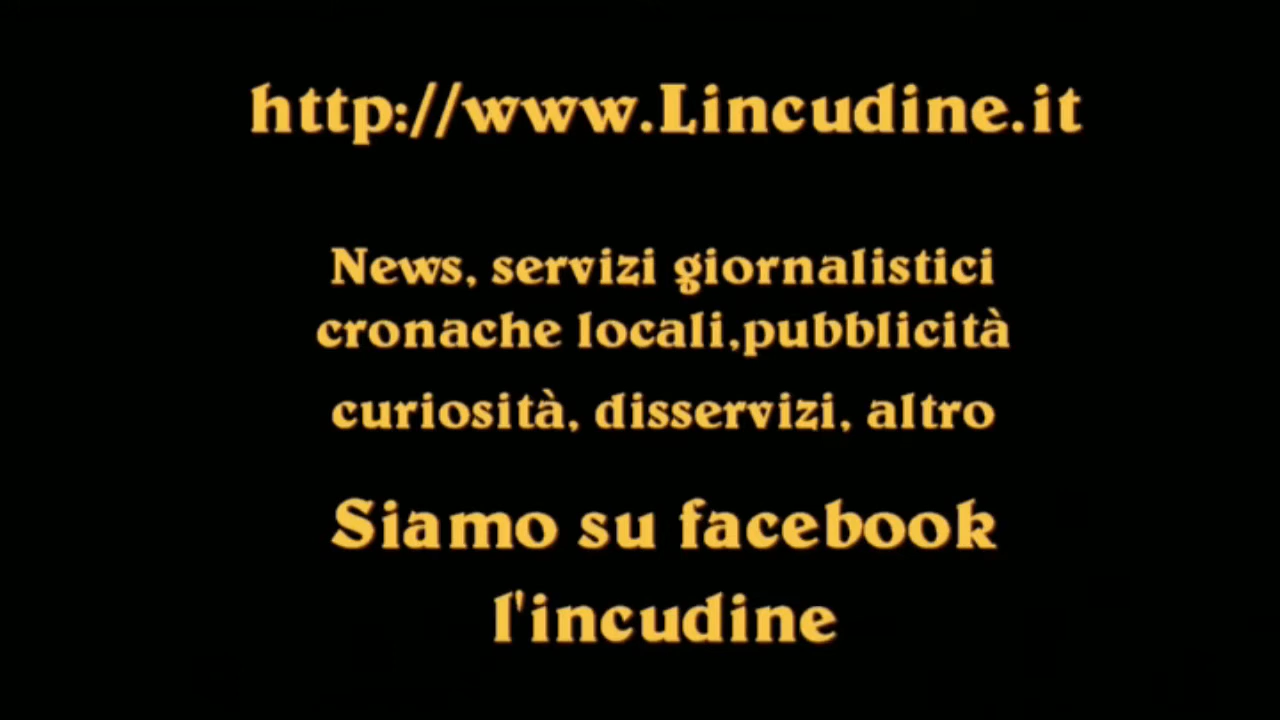 http://www.Lincudine.it
News, servizi giornalistici
cronache locali,pubblicità
curiosità, disservizi, altro
Siamo su facebook
l'incudine